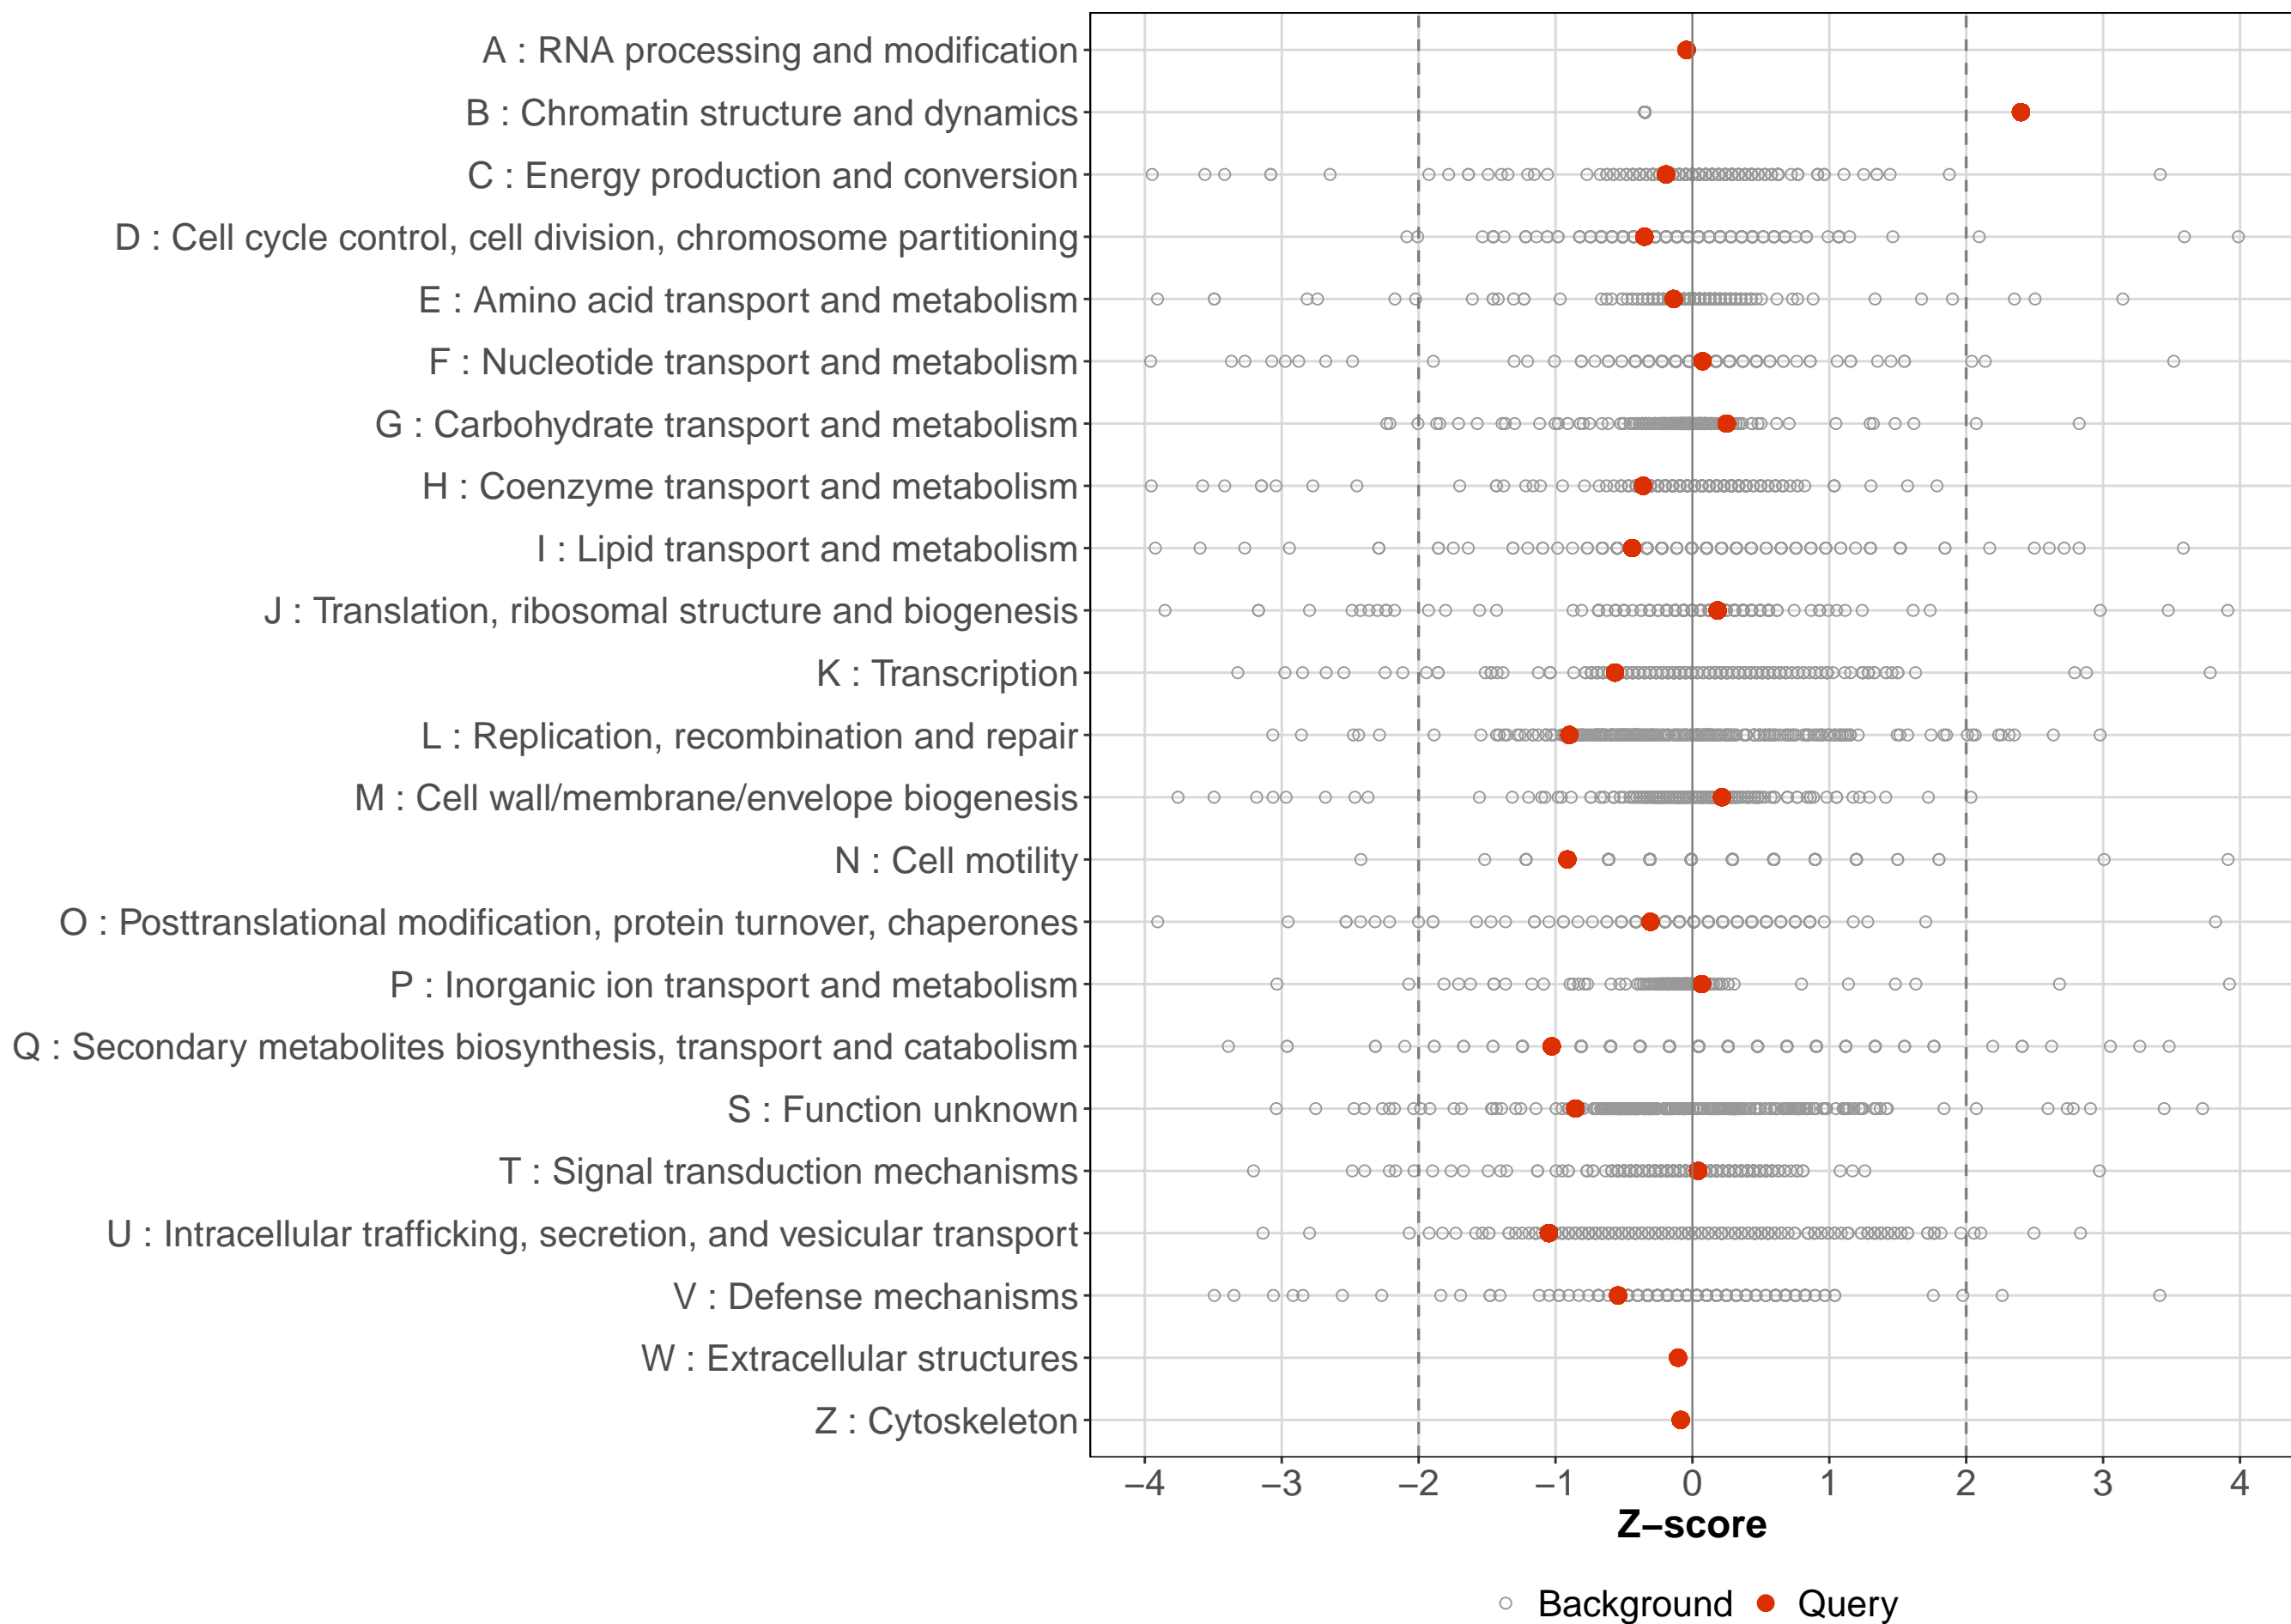 A : RNA processing and modification
B : Chromatin structure and dynamics
C : Energy production and conversion
D : Cell cycle control, cell division, chromosome partitioning
E : Amino acid transport and metabolism
F : Nucleotide transport and metabolism
G : Carbohydrate transport and metabolism
H : Coenzyme transport and metabolism
I : Lipid transport and metabolism
J : Translation, ribosomal structure and biogenesis
K : Transcription
L : Replication, recombination and repair
M : Cell wall/membrane/envelope biogenesis
N : Cell motility
O : Posttranslational modification, protein turnover, chaperones
P : Inorganic ion transport and metabolism
Q : Secondary metabolites biosynthesis, transport and catabolism
S : Function unknown
T : Signal transduction mechanisms
U : Intracellular trafficking, secretion, and vesicular transport
V : Defense mechanisms
W : Extracellular structures
Z : Cytoskeleton
−4 −3 −2 −1 0 1 2 3 4
Z−score
Background Query